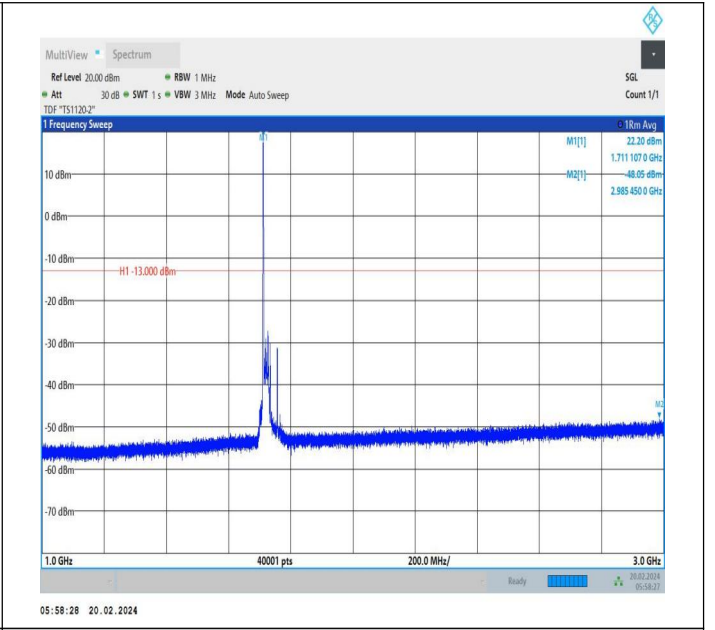 MultiView Spectrum
Ref Level 20.00 dBm RBW 1 MHz SGL
Att 30 dB SWT 1 s VBW 3 MHz Mode Auto Sweep Count 1/1
TDF "TS1120-2"
1 Frequency Sweep 1Rm Avg
M1 M1[1] 22.20 dBm
1.711 107 0 GHz
10 dBm M2[1] -48.05 dBm
2.985 450 0 GHz
0 dBm
-10 dBm
H1 -13.000 dBm
-20 dBm
-30 dBm
-40 dBm
M2
-50 dBm
-60 dBm
-70 dBm
1.0 GHz 40001 pts 200.0 MHz/ 3.0 GHz
Ready 20.02.2024
05:58:27
05:58:28 20.02.2024